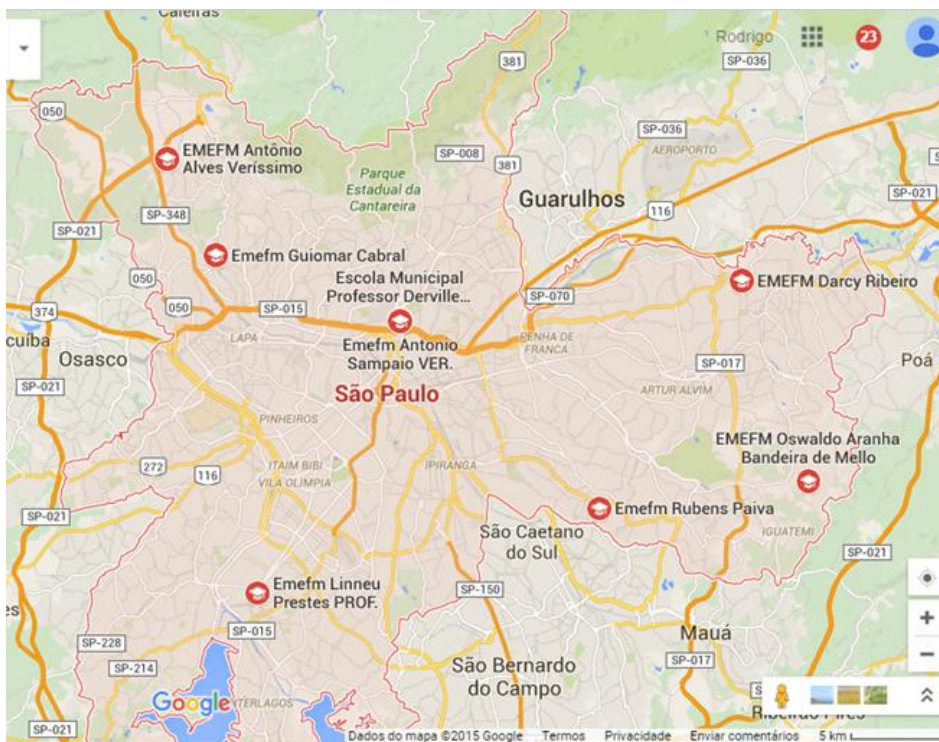 Caieiras
Rodrigo
23
SP-036
381
050
SP-036
EMEFM Antônio
Alves Veríssimo
SP-008
AEROPORTO
381
Parque
Estadual da
Cantareira
Guarulhos
SP-021
SP-348
116
SP-021
Emefm Guiomar Cabral
050
Escola Municipal
Professor Derville...
EMEFM Darcy Ribeiro
SP-070
050
SP-015
374
LAPA
Emefm Antonio
Sampaio VER.
PENHA DE
FRANÇA
Osasco
SP-017
Poá
SP-021
São Paulo
ARTUR ALVIM
PINHEIROS
EMEFM Oswaldo Aranha
Bandeira de Mello
272
116
ITAIM BIBI
VILA OLIMPIA
IPIRANGA
Emefm Rubens Paiva
SP-021
São Caetano
do Sul
IGUATEMI
SP-021
Emefm Linneu
Prestes PROF.
SP-150
SP-015
Mauá
SP-228
SP-214
São Bernardo
do Campo
SP-017
Google
Ribeirão Pires
SP-021
Dados do mapa ©2015 Google Termos Privacidade Enviar comentários 5 km